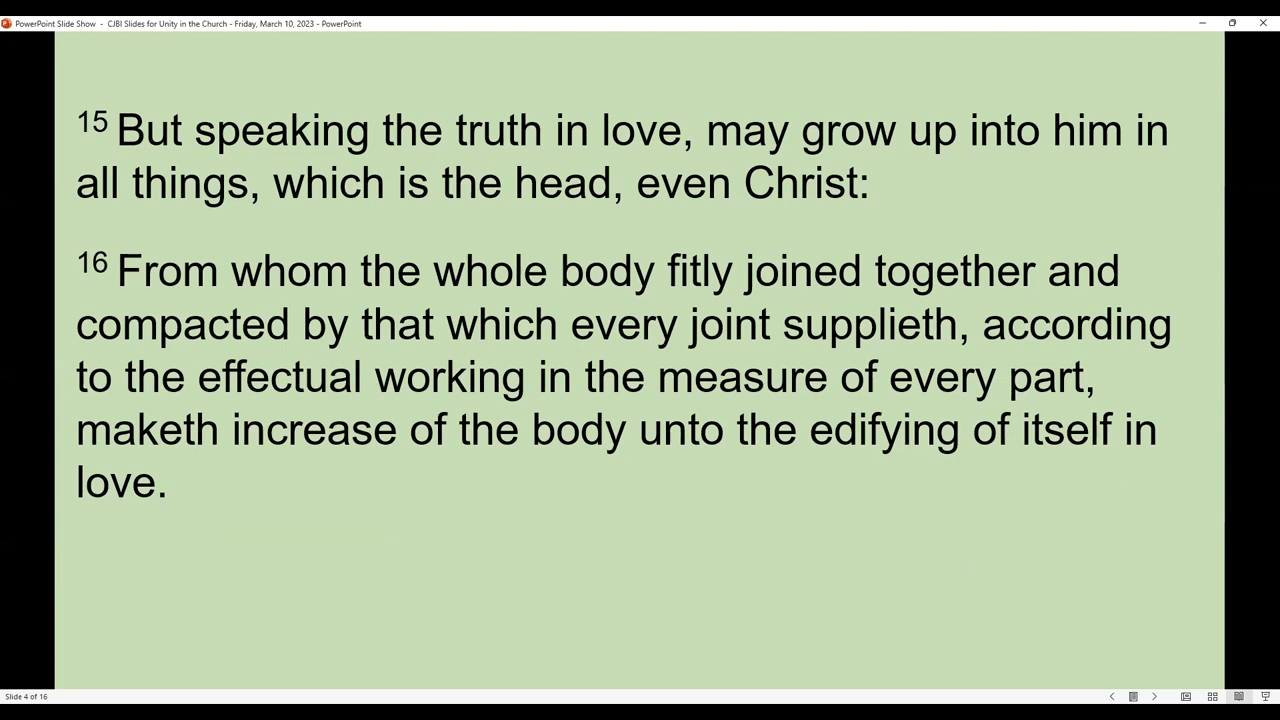 PowerPoint Slide Show - CJBI Slides for Unity in the Church - Friday, March 10, 2023 - PowerPoint
15 But speaking the truth in love, may grow up into him in
all things, which is the head, even Christ:
16 From whom the whole body fitly joined together and
compacted by that which every joint supplieth, according
to the effectual working in the measure of every part,
maketh increase of the body unto the edifying of itself in
love.
Slide 4 of 16